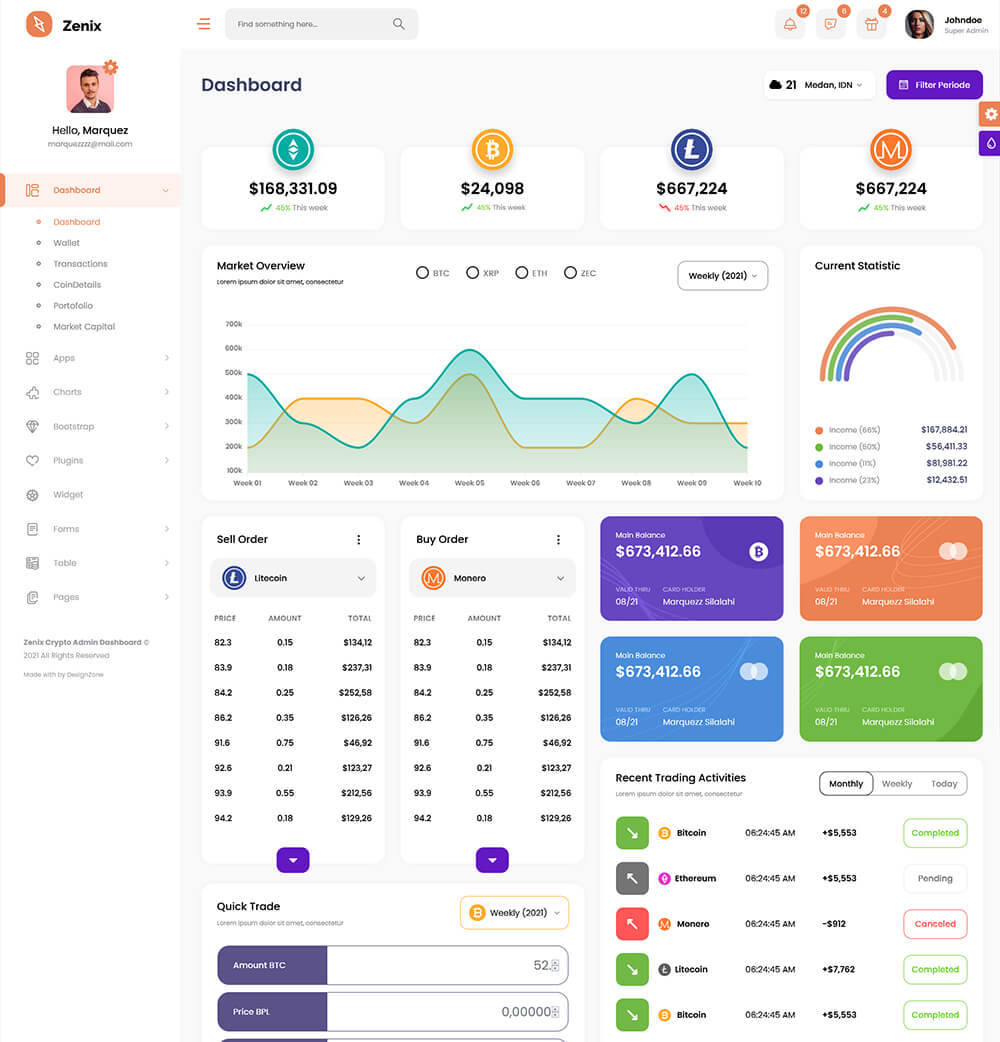 Zenix
Find something here...
12
6
4
Johndoe
Super Admin
Hello, Marquez
marquezzzz@mail.com
Dashboard
Dashboard
Wallet
Transactions
CoinDetails
Portofolio
Market Capital
Apps
Charts
Bootstrap
Plugins
Widget
Forms
Table
Pages
Zenix Crypto Admin Dashboard ©
2021 All Rights Reserved
Made with by DexignZone
Dashboard
21 Medan, IDN
Filter Periode
$168,331.09
45% This week
$24,098
45% This week
$667,224
45% This week
$667,224
45% This week
Market Overview
Lorem ipsum dolor sit amet, consectetur
BTC XRP ETH ZEC
Weekly (2021)
700k
600k
500k
400k
300k
200k
100k
Week 01 Week 02 Week 03 Week 04 Week 05 Week 06 Week 07 Week 08 Week 09 Week 10
Current Statistic
Income (66%) $167,884.21
Income (50%) $56,411.33
Income (11%) $81,981.22
Income (23%) $12,432.51
Sell Order
Litecoin
PRICE AMOUNT TOTAL
82.3 0.15 $134,12
83.9 0.18 $237,31
84.2 0.25 $252,58
86.2 0.35 $126,26
91.6 0.75 $46,92
92.6 0.21 $123,27
93.9 0.55 $212,56
94.2 0.18 $129,26
Buy Order
Monero
PRICE AMOUNT TOTAL
82.3 0.15 $134,12
83.9 0.18 $237,31
84.2 0.25 $252,58
86.2 0.35 $126,26
91.6 0.75 $46,92
92.6 0.21 $123,27
93.9 0.55 $212,56
94.2 0.18 $129,26
Main Balance
$673,412.66
VALID THRU CARD HOLDER
08/21 Marquezz Silalahi
Main Balance
$673,412.66
VALID THRU CARD HOLDER
08/21 Marquezz Silalahi
Main Balance
$673,412.66
VALID THRU CARD HOLDER
08/21 Marquezz Silalahi
Main Balance
$673,412.66
VALID THRU CARD HOLDER
08/21 Marquezz Silalahi
Quick Trade
Lorem ipsum dolor sit amet, consectetur
Weekly (2021)
Amount BTC 52.
Price BPL 0,00000
Recent Trading Activities
Lorem ipsum dolor sit amet, consectetur
Monthly Weekly Today
Bitcoin 06:24:45 AM +$5,553 Completed
Ethereum 06:24:45 AM +$5,553 Pending
Monero 06:24:45 AM -$912 Canceled
Litecoin 06:24:45 AM +$7,762 Completed
Bitcoin 06:24:45 AM +$5,553 Completed